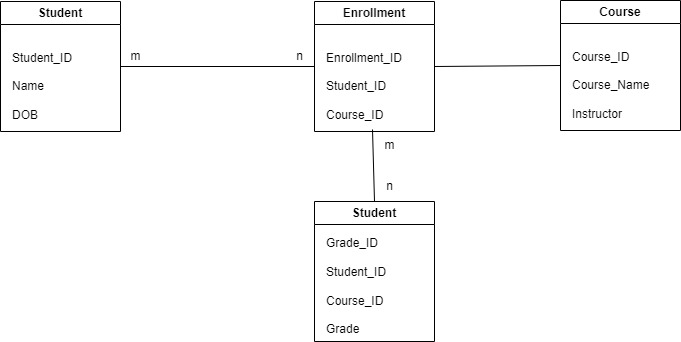 Student
Student_ID
Name
DOB
m
n
Enrollment
Enrollment_ID
Student_ID
Course_ID
Course
Course_ID
Course_Name
Instructor
m
n
Student
Grade_ID
Student_ID
Course_ID
Grade